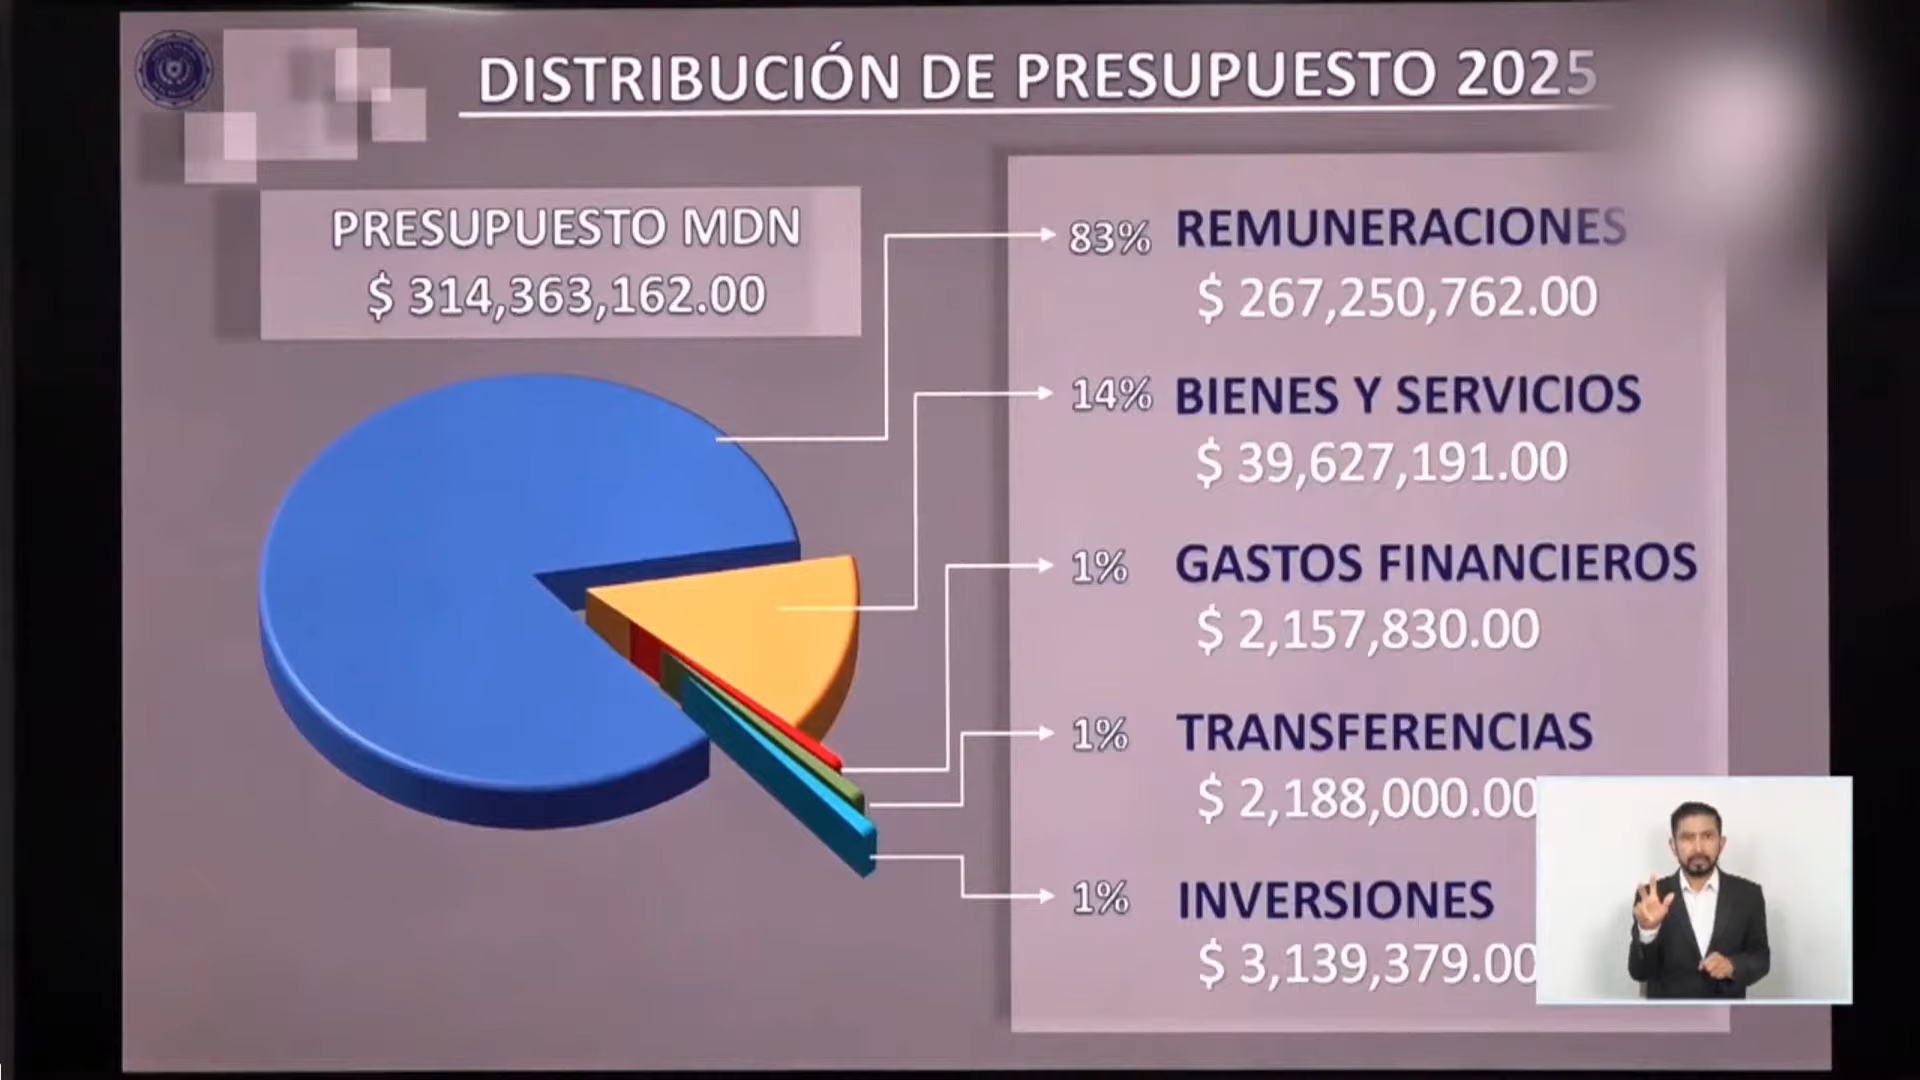 DISTRIBUCIÓN DE PRESUPUESTO 2025
PRESUPUESTO MDN
$ 314,363,162.00
83% REMUNERACIONES
$ 267,250,762.00
14% BIENES Y SERVICIOS
$ 39,627,191.00
1% GASTOS FINANCIEROS
$ 2,157,830.00
1% TRANSFERENCIAS
$ 2,188,000.00
1% INVERSIONES
$ 3,139,379.00